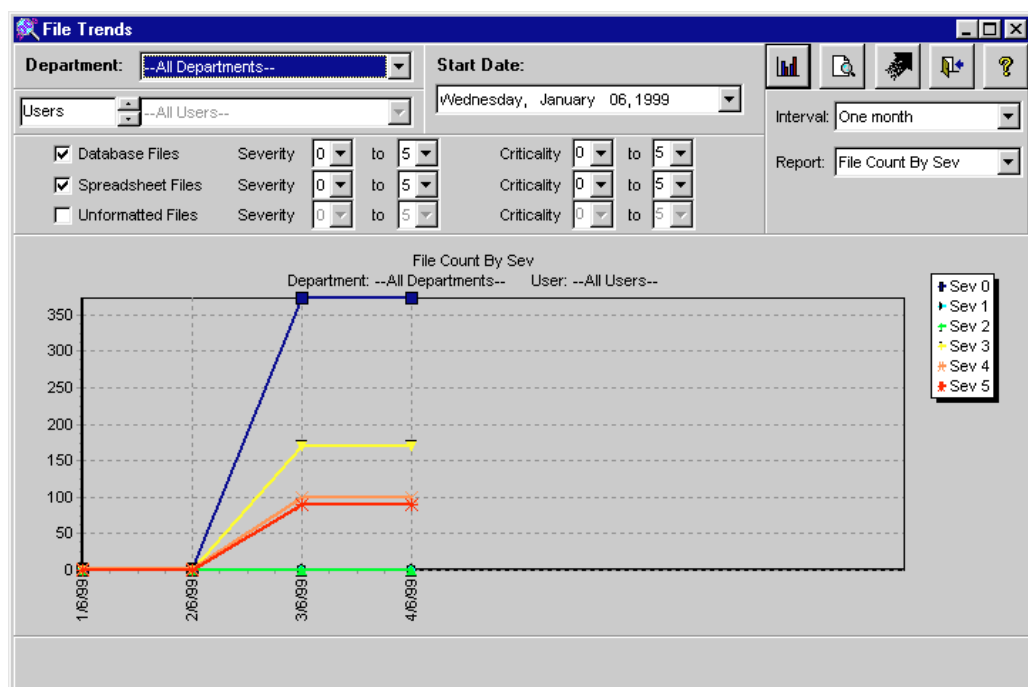 File Trends
Department: --All Departments--
Start Date:
Users --All Users--
Wednesday, January 06, 1999
Interval: One month
Report: File Count By Sev
Database Files Severity 0 to 5 Criticality 0 to 5
Spreadsheet Files Severity 0 to 5 Criticality 0 to 5
Unformatted Files Severity 0 to 5 Criticality 0 to 5
File Count By Sev
Department: --All Departments-- User: --All Users--
350
300
250
200
150
100
50
0
1/6/99
2/6/99
3/6/99
4/6/99
Sev 0
Sev 1
Sev 2
Sev 3
Sev 4
Sev 5